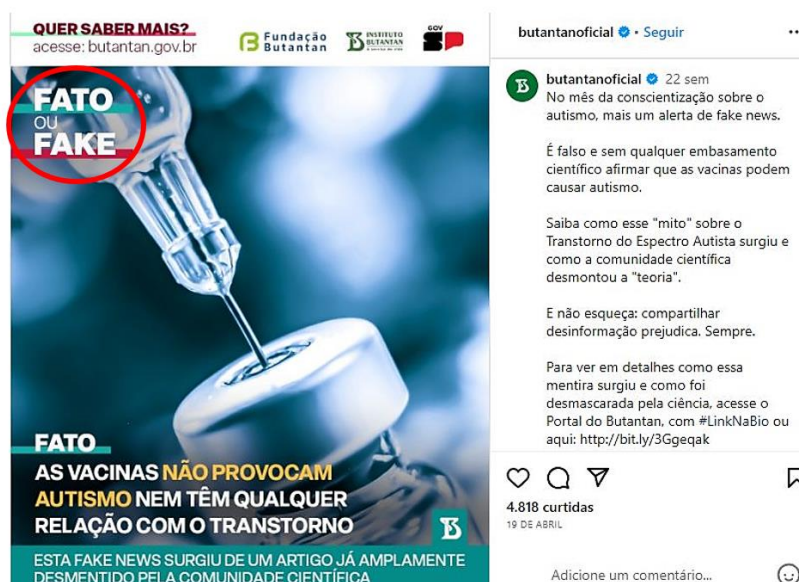 QUER SABER MAIS?
acesse: butantan.gov.br
Fundação
Butantan
INSTITUTO
BUTANTAN
GOV
SP
FATO
OU
FAKE
FATO
AS VACINAS NÃO PROVOCAM
AUTISMO NEM TÊM QUALQUER
RELAÇÃO COM O TRANSTORNO
ESTA FAKE NEWS SURGIU DE UM ARTIGO JÁ AMPLAMENTE
DESMENTIDO PELA COMUNIDADE CIENTÍFICA
butantanoficial • Seguir
butantanoficial 22 sem
No mês da conscientização sobre o
autismo, mais um alerta de fake news.
É falso e sem qualquer embasamento
científico afirmar que as vacinas podem
causar autismo.
Saiba como esse "mito" sobre o
Transtorno do Espectro Autista surgiu e
como a comunidade científica
desmontou a "teoria".
E não esqueça: compartilhar
desinformação prejudica. Sempre.
Para ver em detalhes como essa
mentira surgiu e como foi
desmascarada pela ciência, acesse o
Portal do Butantan, com #LinkNaBio ou
aqui: http://bit.ly/3Ggeqak
4.818 curtidas
19 DE ABRIL
Adicione um comentário...